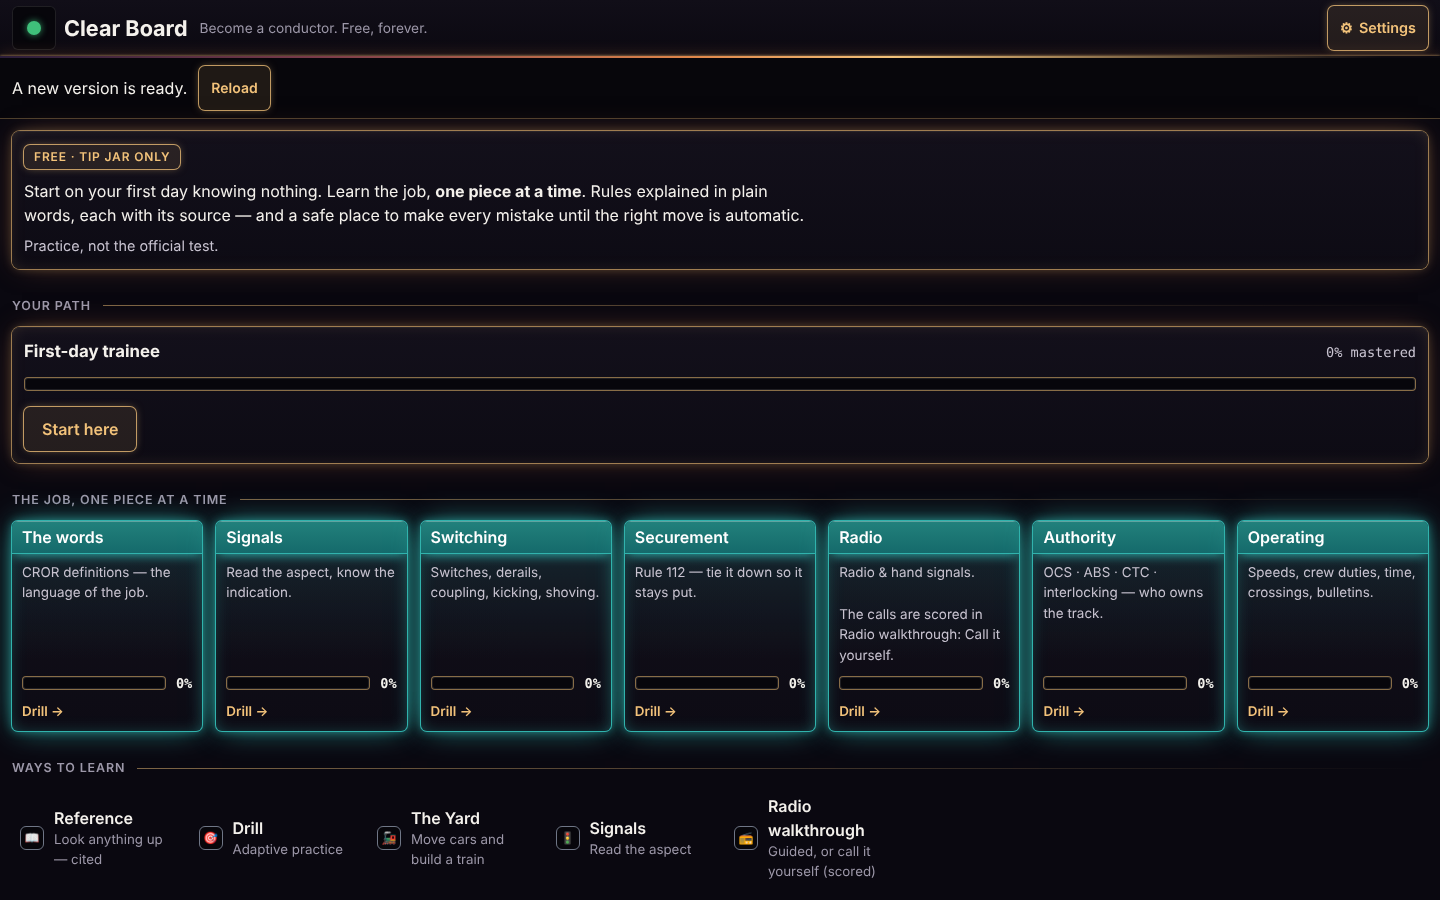 Clear Board
Become a conductor. Free, forever.
⚙ Settings
A new version is ready.
Reload
FREE · TIP JAR ONLY
Start on your first day knowing nothing. Learn the job, one piece at a time. Rules explained in plain
words, each with its source — and a safe place to make every mistake until the right move is automatic.
Practice, not the official test.
YOUR PATH
First-day trainee
0% mastered
Start here
THE JOB, ONE PIECE AT A TIME
The words
CROR definitions — the
language of the job.
0%
Drill →
Signals
Read the aspect, know the
indication.
0%
Drill →
Switching
Switches, derails,
coupling, kicking, shoving.
0%
Drill →
Securement
Rule 112 — tie it down so it
stays put.
0%
Drill →
Radio
Radio & hand signals.
The calls are scored in
Radio walkthrough: Call it
yourself.
0%
Drill →
Authority
OCS · ABS · CTC ·
interlocking — who owns
the track.
0%
Drill →
Operating
Speeds, crew duties, time,
crossings, bulletins.
0%
Drill →
WAYS TO LEARN
Reference
Look anything up
— cited
Drill
Adaptive practice
The Yard
Move cars and
build a train
Signals
Read the aspect
Radio
walkthrough
Guided, or call it
yourself (scored)